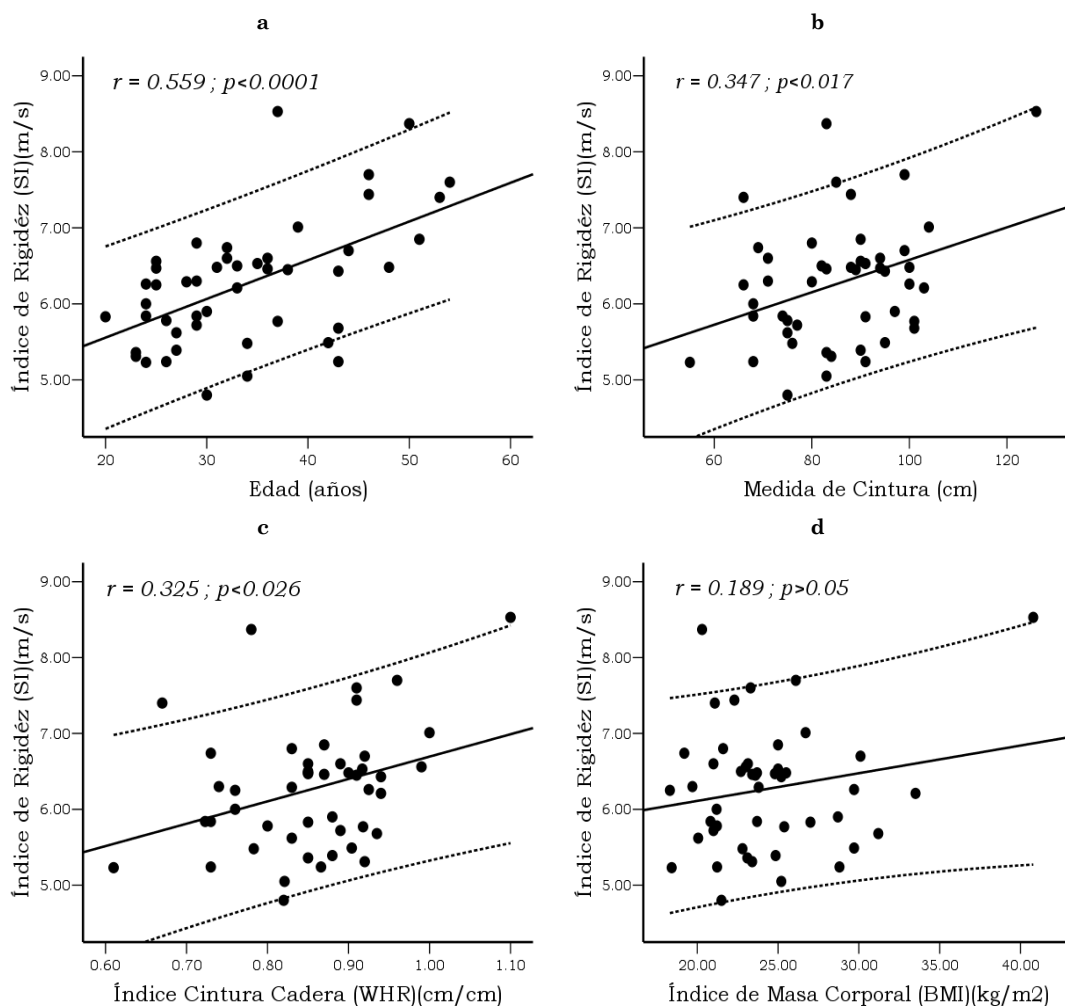 a
r = 0.559 ; p<0.0001
Índice de Rigidéz (SI)(m/s)
9.00
8.00
7.00
6.00
5.00
20
30
40
50
60
Edad (años)
b
r = 0.347 ; p<0.017
Índice de Rigidéz (SI)(m/s)
9.00
8.00
7.00
6.00
5.00
60
80
100
120
Medida de Cintura (cm)
c
r = 0.325 ; p<0.026
Índice de Rigidéz (SI)(m/s)
9.00
8.00
7.00
6.00
5.00
0.60
0.70
0.80
0.90
1.00
1.10
Índice Cintura Cadera (WHR)(cm/cm)
d
r = 0.189 ; p>0.05
Índice de Rigidéz (SI)(m/s)
9.00
8.00
7.00
6.00
5.00
20.00
25.00
30.00
35.00
40.00
Índice de Masa Corporal (BMI)(kg/m2)